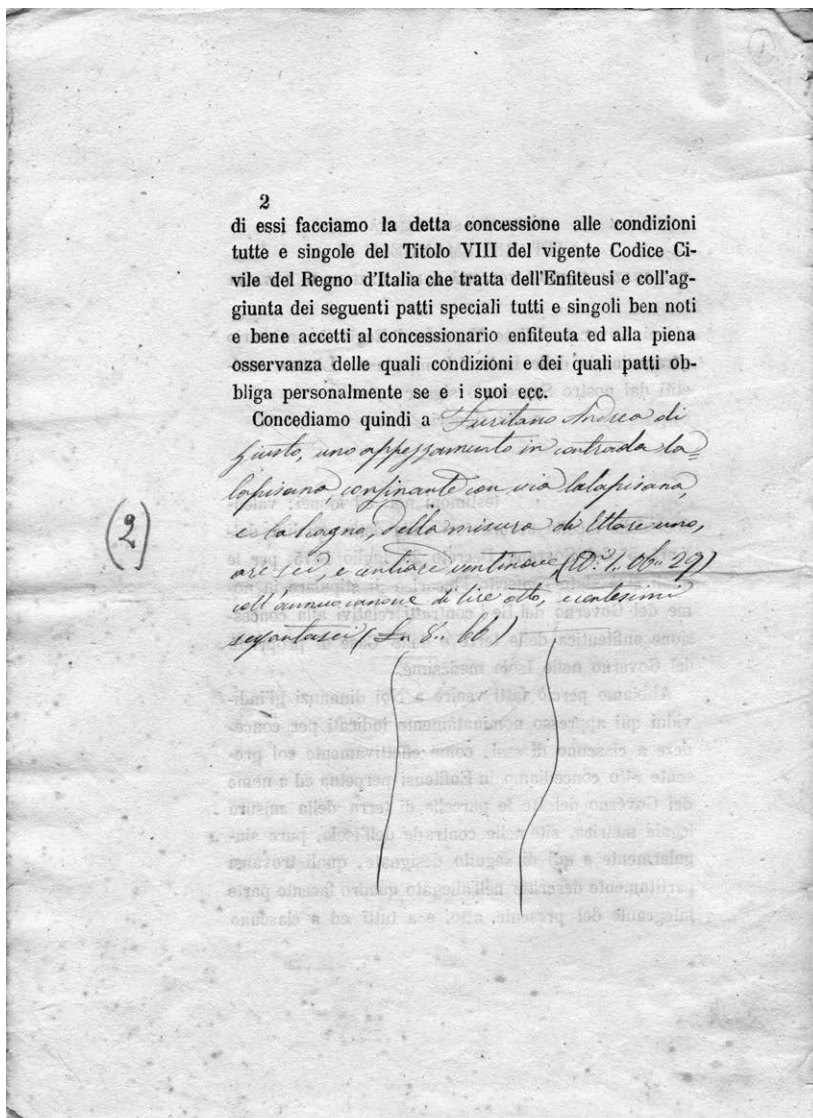 2
di essi facciamo la detta concessione alle condizioni
tutte e singole del Titolo VIII del vigente Codice Ci-
vile del Regno d'Italia che tratta dell'Enfiteusi e coll'ag-
giunta dei seguenti patti speciali tutti e singoli ben noti
e bene accetti al concessionario enfiteuta ed alla piena
osservanza delle quali condizioni e dei quali patti ob-
bliga personalmente se e i suoi ecc.
Concediamo quindi a Furitano Andrea di
Giusto, uno appezzamento in contrada La=
lapisana, confinante con via lalapisana,
e la bagno, della misura di Ettare uno,
are sei, e centiare ventinove (1.. 06.. 29)
coll'annuo canone di lire otto, centesimi
sessantasei (8.. 66)
(2)